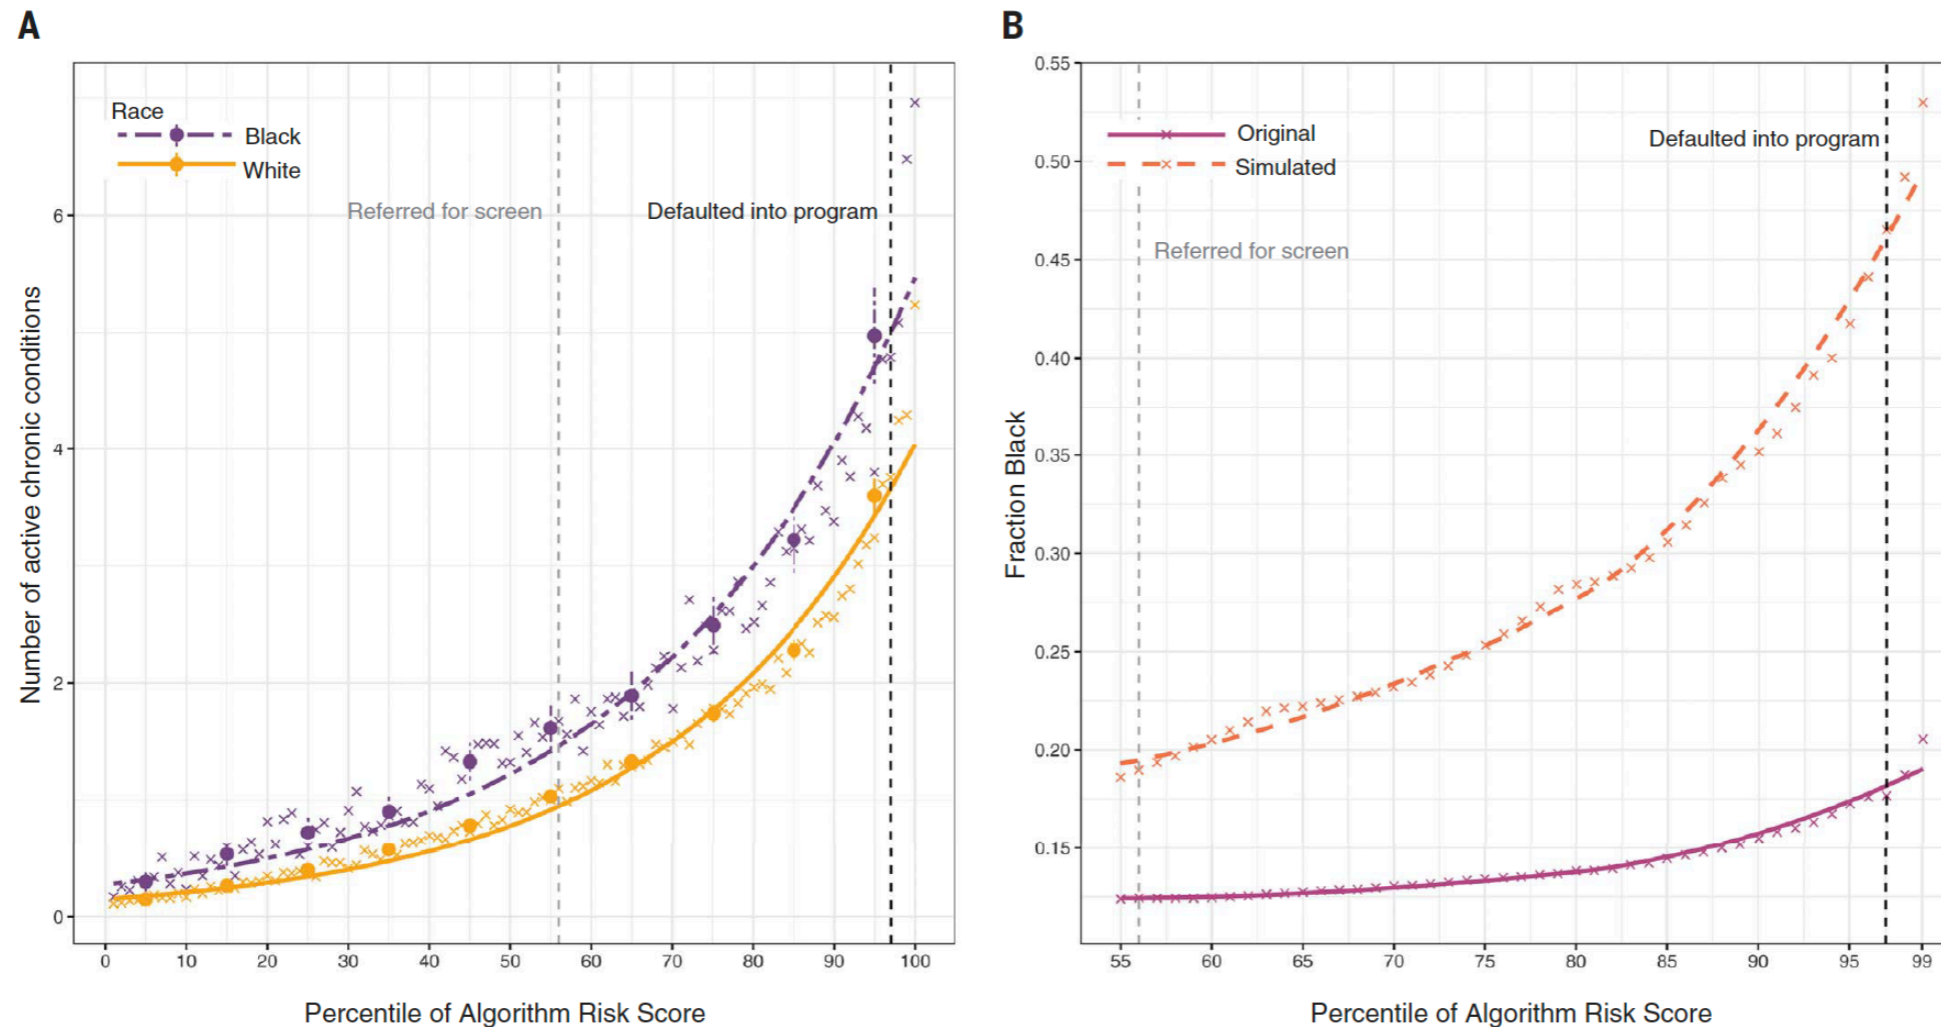 A
Race
Black
White
Referred for screen
Defaulted into program
6
4
2
0
Number of active chronic conditions
0 10 20 30 40 50 60 70 80 90 100
Percentile of Algorithm Risk Score
B
Original
Simulated
Defaulted into program
Referred for screen
0.55
0.50
0.45
0.40
0.35
0.30
0.25
0.20
0.15
Fraction Black
55 60 65 70 75 80 85 90 95 99
Percentile of Algorithm Risk Score